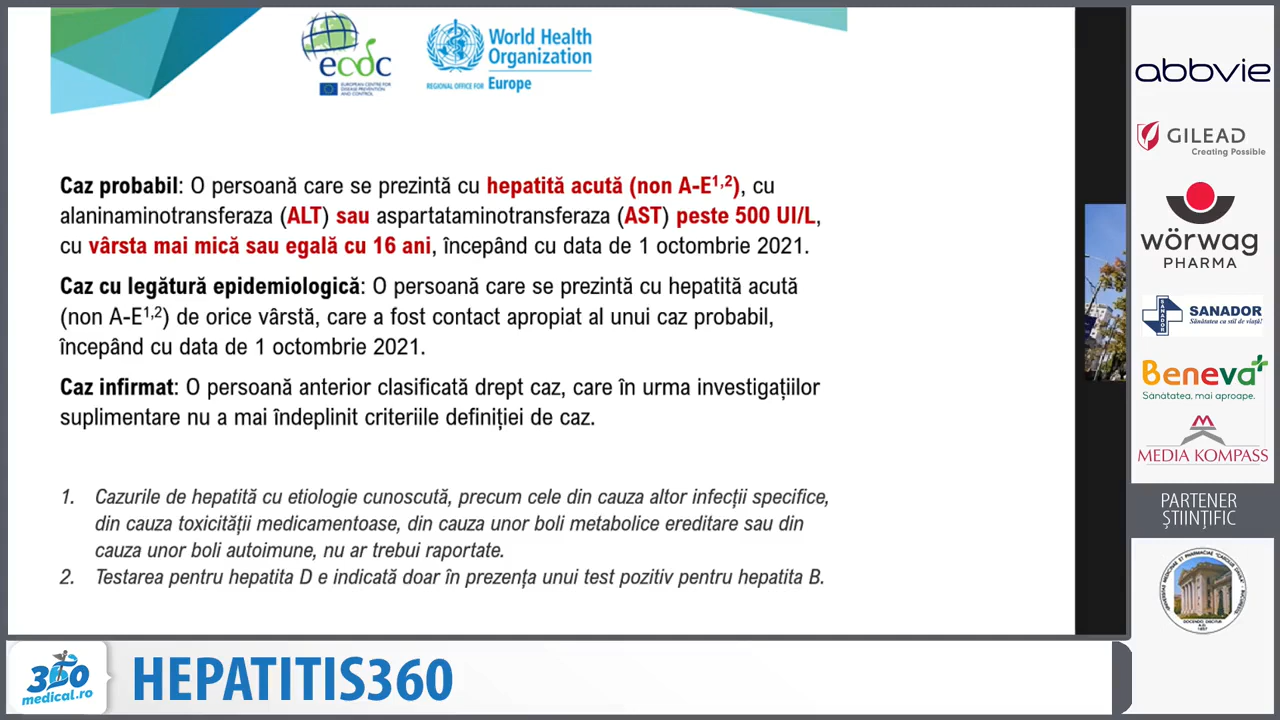 ecdc
EUROPEAN CENTRE FOR
DISEASE PREVENTION
AND CONTROL
World Health
Organization
REGIONAL OFFICE FOR Europe
Caz probabil: O persoană care se prezintă cu hepatită acută (non A-E1,2), cu
alaninaminotransferaza (ALT) sau aspartataminotransferaza (AST) peste 500 UI/L,
cu vârsta mai mică sau egală cu 16 ani, începând cu data de 1 octombrie 2021.
Caz cu legătură epidemiologică: O persoană care se prezintă cu hepatită acută
(non A-E1,2) de orice vârstă, care a fost contact apropiat al unui caz probabil,
începând cu data de 1 octombrie 2021.
Caz infirmat: O persoană anterior clasificată drept caz, care în urma investigațiilor
suplimentare nu a mai îndeplinit criteriile definiției de caz.
1. Cazurile de hepatită cu etiologie cunoscută, precum cele din cauza altor infecții specifice,
din cauza toxicității medicamentoase, din cauza unor boli metabolice ereditare sau din
cauza unor boli autoimune, nu ar trebui raportate.
2. Testarea pentru hepatita D e indicată doar în prezența unui test pozitiv pentru hepatita B.
abbvie
GILEAD
Creating Possible
wörwag
PHARMA
SANADOR
Sănătatea ca stil de viață!
Beneva
Sănătatea, mai aproape.
MEDIA KOMPASS
PARTENER
ȘTIINȚIFIC
360
medical.ro
HEPATITIS360